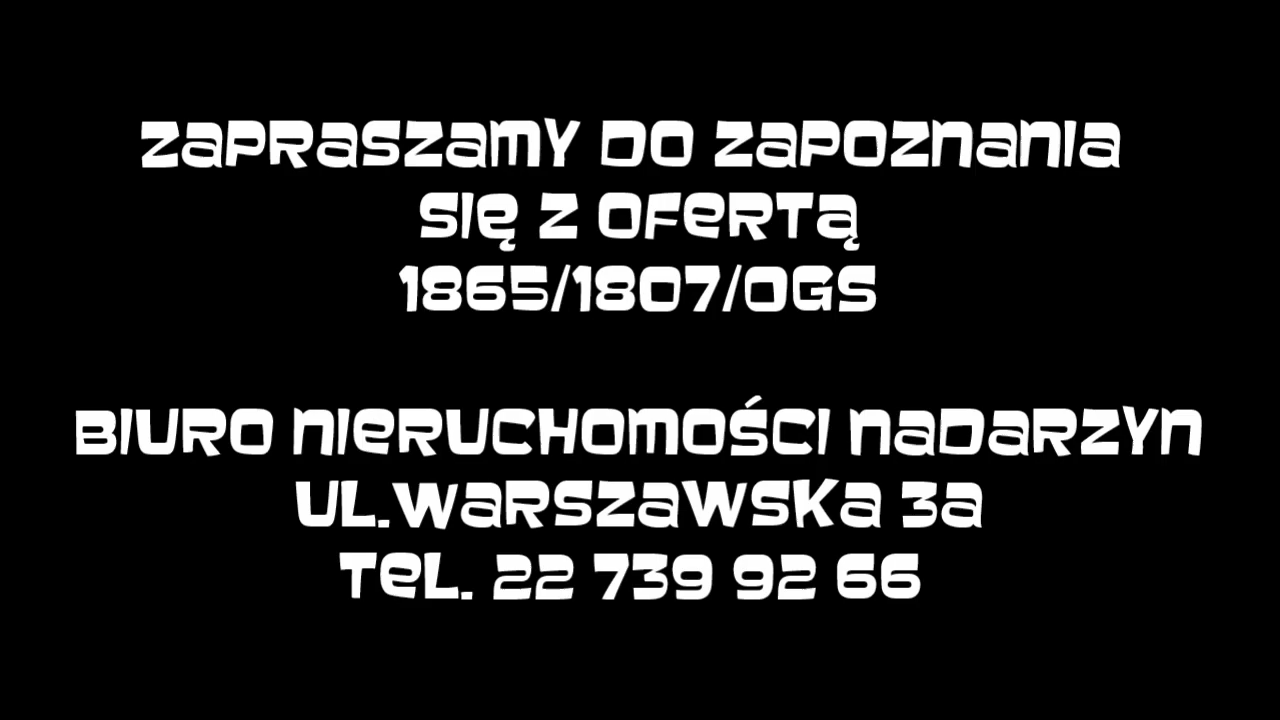 ZAPRASZAMY DO ZAPOZNANIA
SIĘ Z OFERTĄ
1865/1807/OGS
BIURO NIERUCHOMOŚCI NADARZYN
UL.WARSZAWSKA 3A
TEL. 22 739 92 66